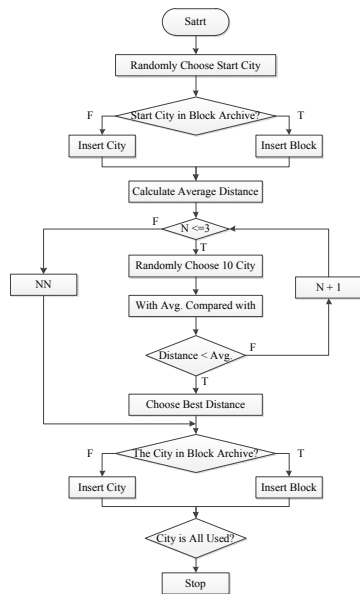 Satrt
Randomly Choose Start City
F
Start City in Block Archive?
T
Insert City
Insert Block
Calculate Average Distance
F
N <=3
T
Randomly Choose 10 City
NN
N + 1
With Avg. Compared with
Distance < Avg.
F
T
Choose Best Distance
F
The City in Block Archive?
T
Insert City
Insert Block
City is All Used?
Stop